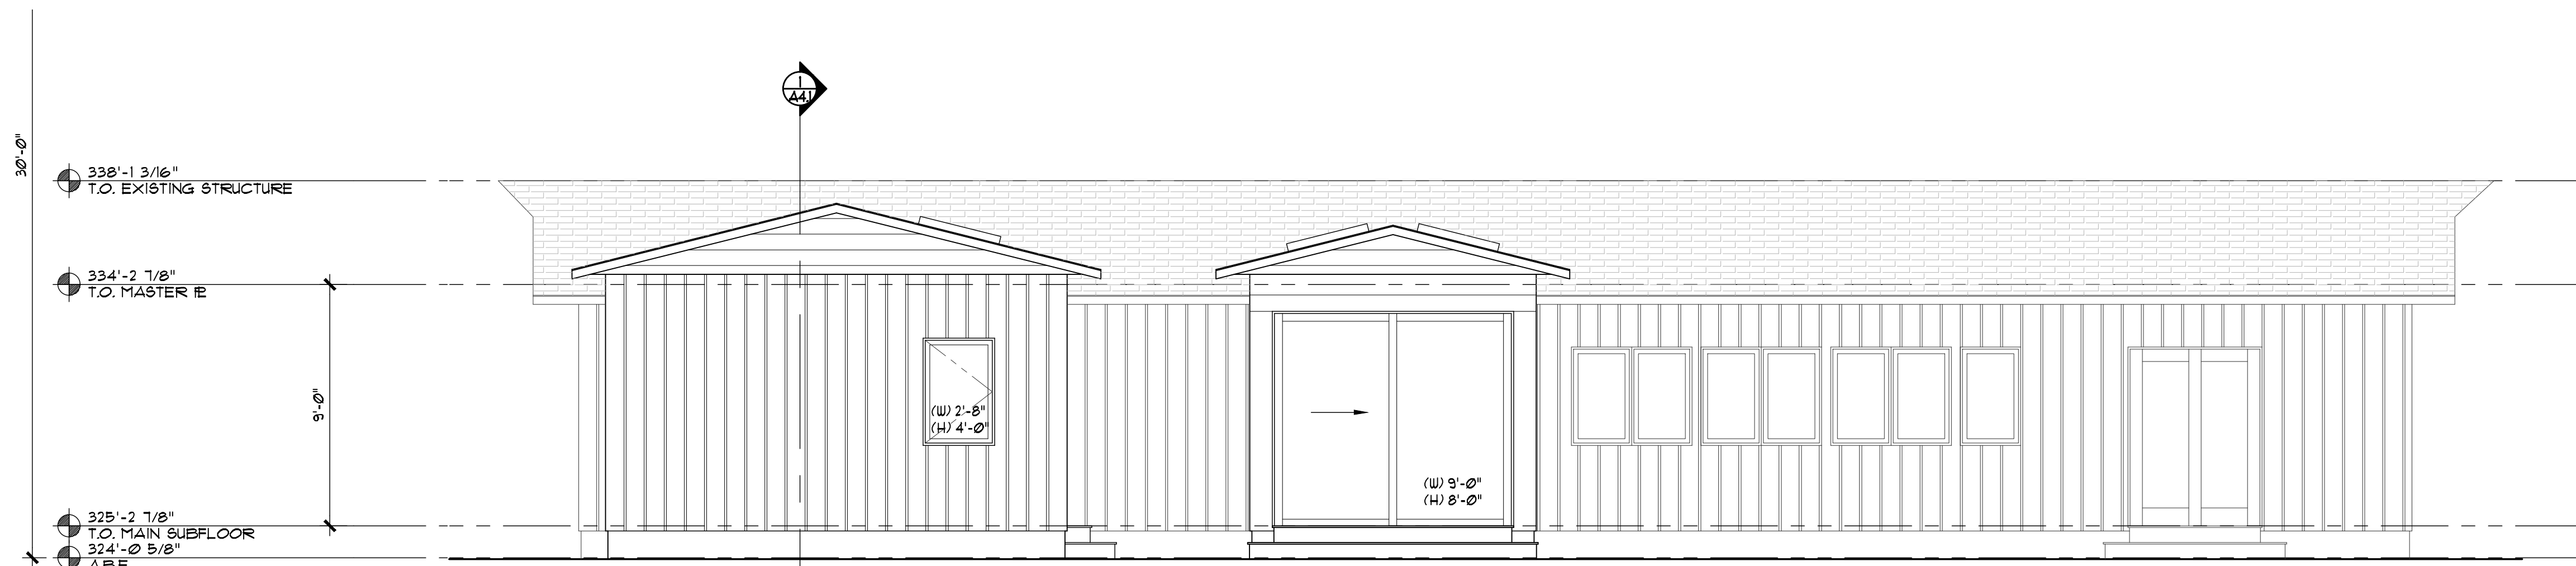 1
A4.1
30'-0"
338'-1 3/16"
T.O. EXISTING STRUCTURE
334'-2 7/8"
T.O. MASTER PL
9'-0"
(W) 2'-8"
(H) 4'-0"
(W) 9'-0"
(H) 8'-0"
325'-2 7/8"
T.O. MAIN SUBFLOOR
324'-0 5/8"